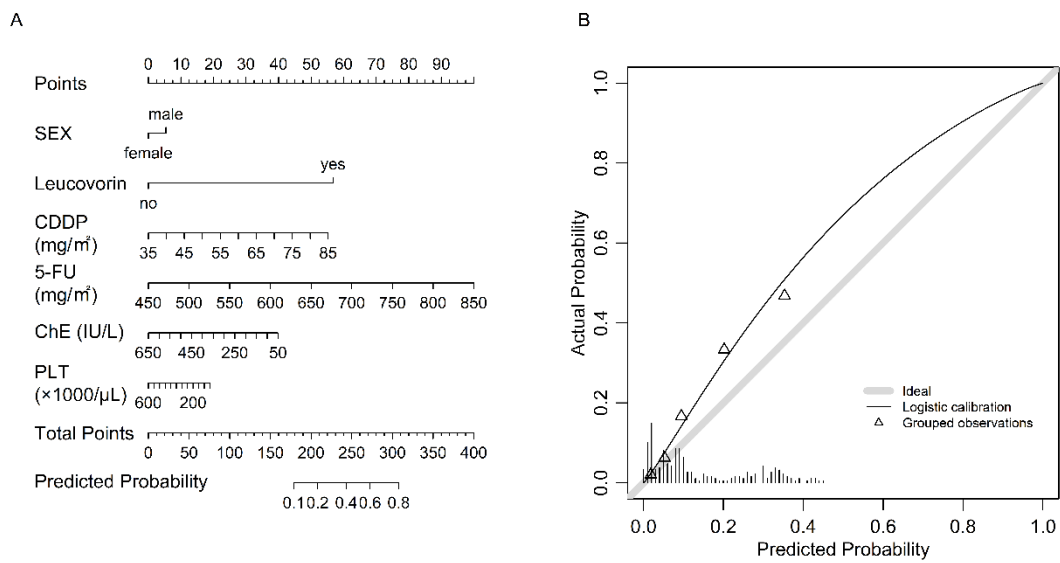 A
0 10 20 30 40 50 60 70 80 90
Points
male
SEX
female
yes
Leucovorin
no
CDDP
(mg/㎡)
35 45 55 65 75 85
5-FU
(mg/㎡)
450 500 550 600 650 700 750 800 850
ChE (IU/L)
650 450 250 50
PLT
(×1000/μL)
600 200
Total Points
0 50 100 150 200 250 300 350 400
Predicted Probability
0.1 0.2 0.4 0.6 0.8
B
1.0
0.8
0.6
0.4
0.2
0.0
Actual Probability
Ideal
Logistic calibration
Grouped observations
0.0 0.2 0.4 0.6 0.8 1.0
Predicted Probability